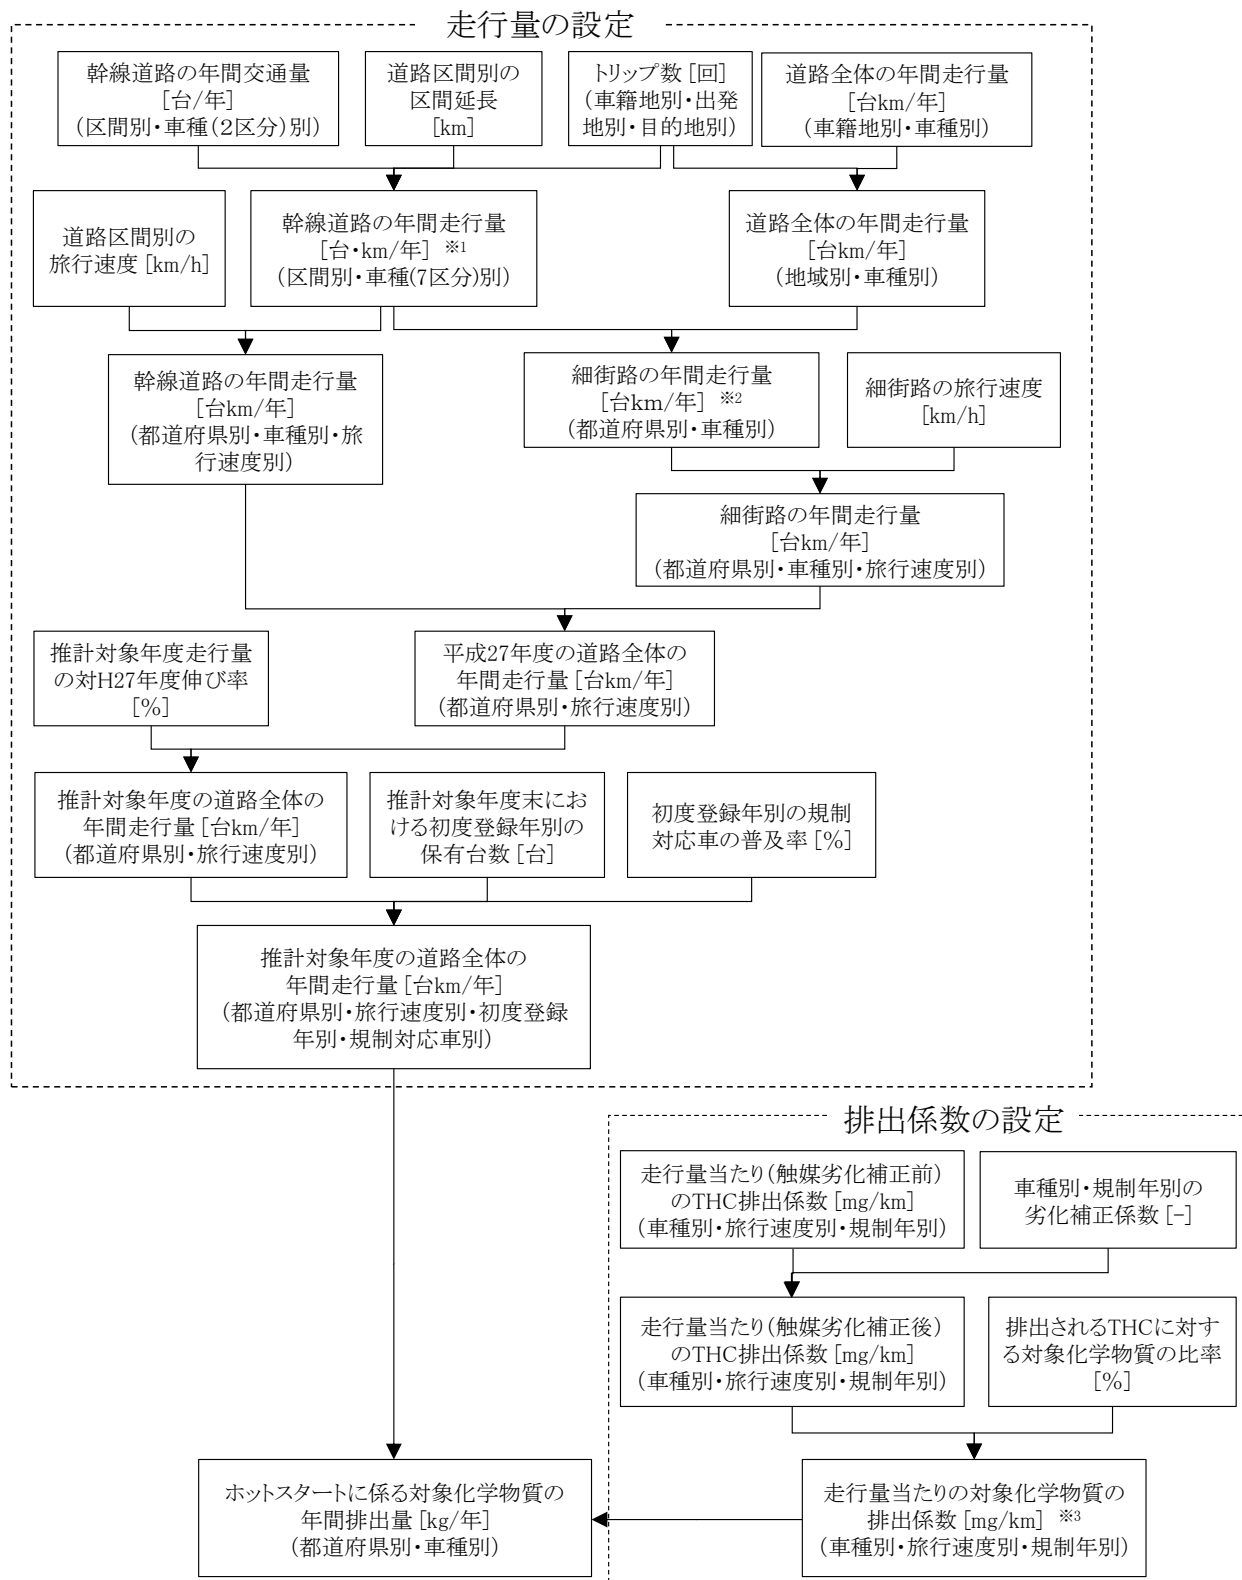 走行量の設定
幹線道路の年間交通量
[台/年]
(区間別・車種(2区分)別)
道路区間別の
区間延長
[km]
トリップ数[回]
(車籍地別・出発
地別・目的地別)
道路全体の年間走行量
[台km/年]
(車籍地別・車種別)
道路区間別の
旅行速度[km/h]
幹線道路の年間走行量
[台・km/年] ※1
(区間別・車種(7区分)別)
道路全体の年間走行量
[台km/年]
(地域別・車種別)
幹線道路の年間走行量
[台km/年]
(都道府県別・車種別・旅
行速度別)
細街路の年間走行量
[台km/年] ※2
(都道府県別・車種別)
細街路の旅行速度
[km/h]
細街路の年間走行量
[台km/年]
(都道府県別・車種別・旅行速度別)
推計対象年度走行量
の対H27年度伸び率
[%]
平成27年度の道路全体の
年間走行量[台km/年]
(都道府県別・旅行速度別)
推計対象年度の道路全体の
年間走行量[台km/年]
(都道府県別・旅行速度別)
推計対象年度末にお
ける初度登録年別の
保有台数[台]
初度登録年別の規制
対応車の普及率[%]
推計対象年度の道路全体の
年間走行量[台km/年]
(都道府県別・旅行速度別・初度登録
年別・規制対応車別)
排出係数の設定
走行量当たり(触媒劣化補正前)
のTHC排出係数[mg/km]
(車種別・旅行速度別・規制年別)
車種別・規制年別の
劣化補正係数[-]
走行量当たり(触媒劣化補正後)
のTHC排出係数[mg/km]
(車種別・旅行速度別・規制年別)
排出されるTHCに対す
る対象化学物質の比率
[%]
ホットスタートに係る対象化学物質の
年間排出量[kg/年]
(都道府県別・車種別)
走行量当たりの対象化学物質の
排出係数[mg/km] ※3
(車種別・旅行速度別・規制年別)